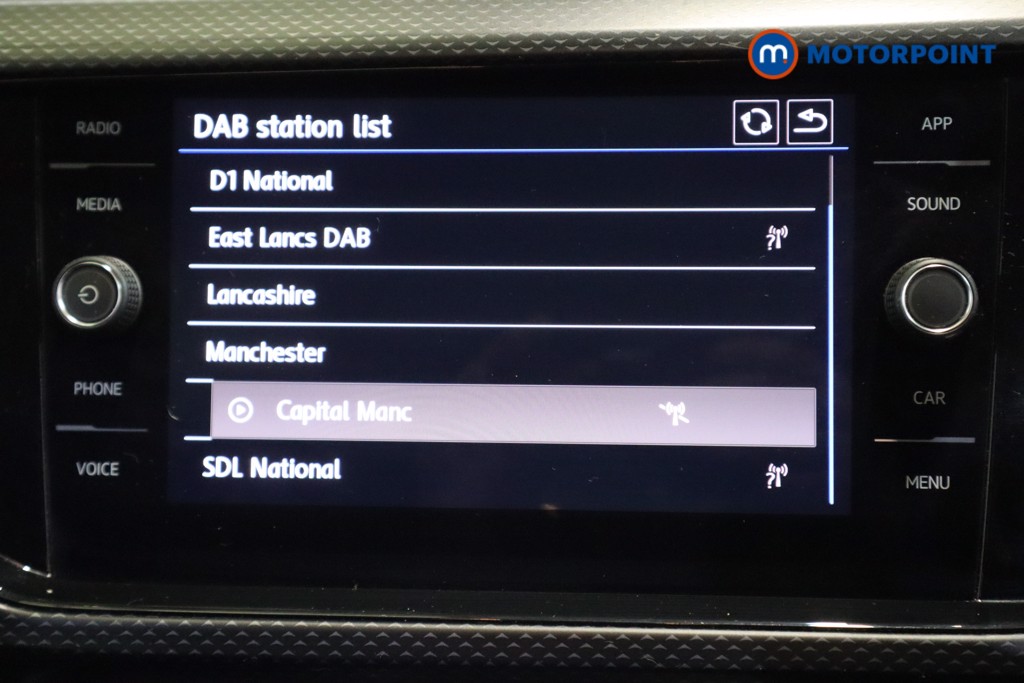 MOTORPOINT
RADIO
MEDIA
PHONE
VOICE
DAB station list
D1 National
East Lancs DAB
Lancashire
Manchester
Capital Manc
SDL National
APP
SOUND
CAR
MENU